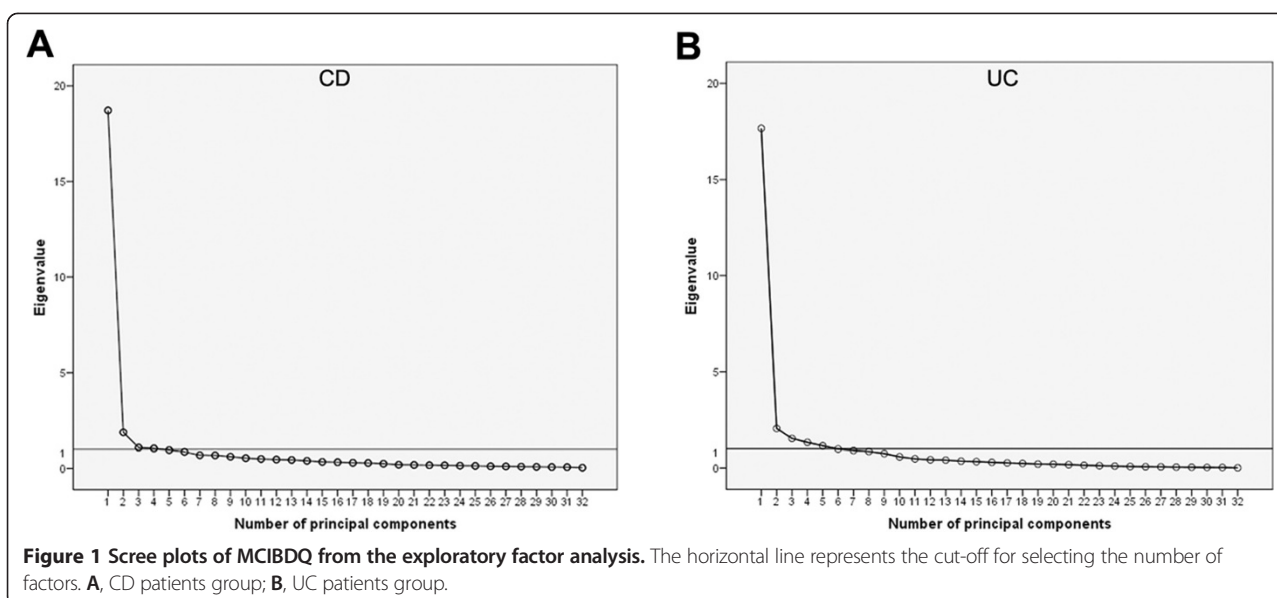 A
CD
20
15
10
5
1
0
Eigenvalue
1 2 3 4 5 6 7 8 9 10 11 12 13 14 15 16 17 18 19 20 21 22 23 24 25 26 27 28 29 30 31 32
Number of principal components
B
UC
20
15
10
5
1
0
Eigenvalue
1 2 3 4 5 6 7 8 9 10 11 12 13 14 15 16 17 18 19 20 21 22 23 24 25 26 27 28 29 30 31 32
Number of principal components
Figure 1 Scree plots of MCIBDQ from the exploratory factor analysis. The horizontal line represents the cut-off for selecting the number of
factors. A, CD patients group; B, UC patients group.